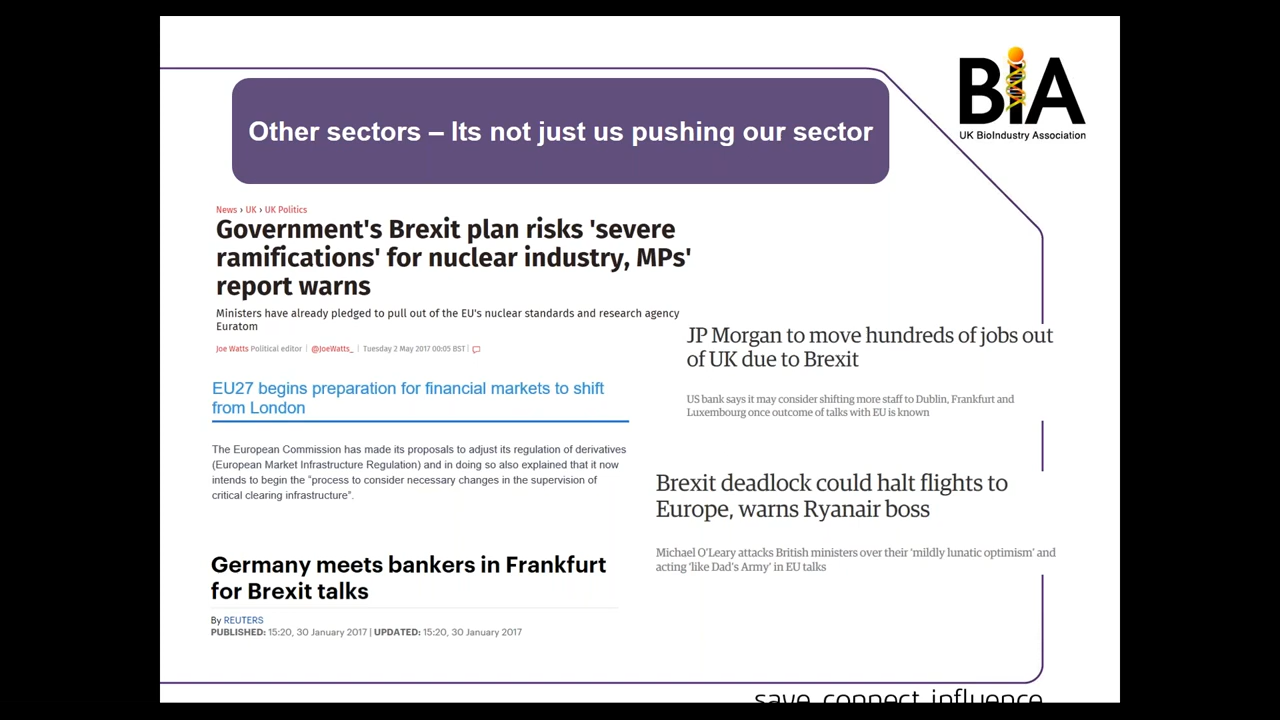 BiA
UK BioIndustry Association
Other sectors – Its not just us pushing our sector
News › UK › UK Politics
Government's Brexit plan risks 'severe
ramifications' for nuclear industry, MPs'
report warns
Ministers have already pledged to pull out of the EU's nuclear standards and research agency
Euratom
Joe Watts Political editor | @JoeWatts_ | Tuesday 2 May 2017 00:05 BST |
JP Morgan to move hundreds of jobs out
of UK due to Brexit
US bank says it may consider shifting more staff to Dublin, Frankfurt and
Luxembourg once outcome of talks with EU is known
EU27 begins preparation for financial markets to shift
from London
The European Commission has made its proposals to adjust its regulation of derivatives
(European Market Infrastructure Regulation) and in doing so also explained that it now
intends to begin the "process to consider necessary changes in the supervision of
critical clearing infrastructure".
Brexit deadlock could halt flights to
Europe, warns Ryanair boss
Michael O'Leary attacks British ministers over their 'mildly lunatic optimism' and
acting 'like Dad's Army' in EU talks
Germany meets bankers in Frankfurt
for Brexit talks
By REUTERS
PUBLISHED: 15:20, 30 January 2017 | UPDATED: 15:20, 30 January 2017
save connect influence